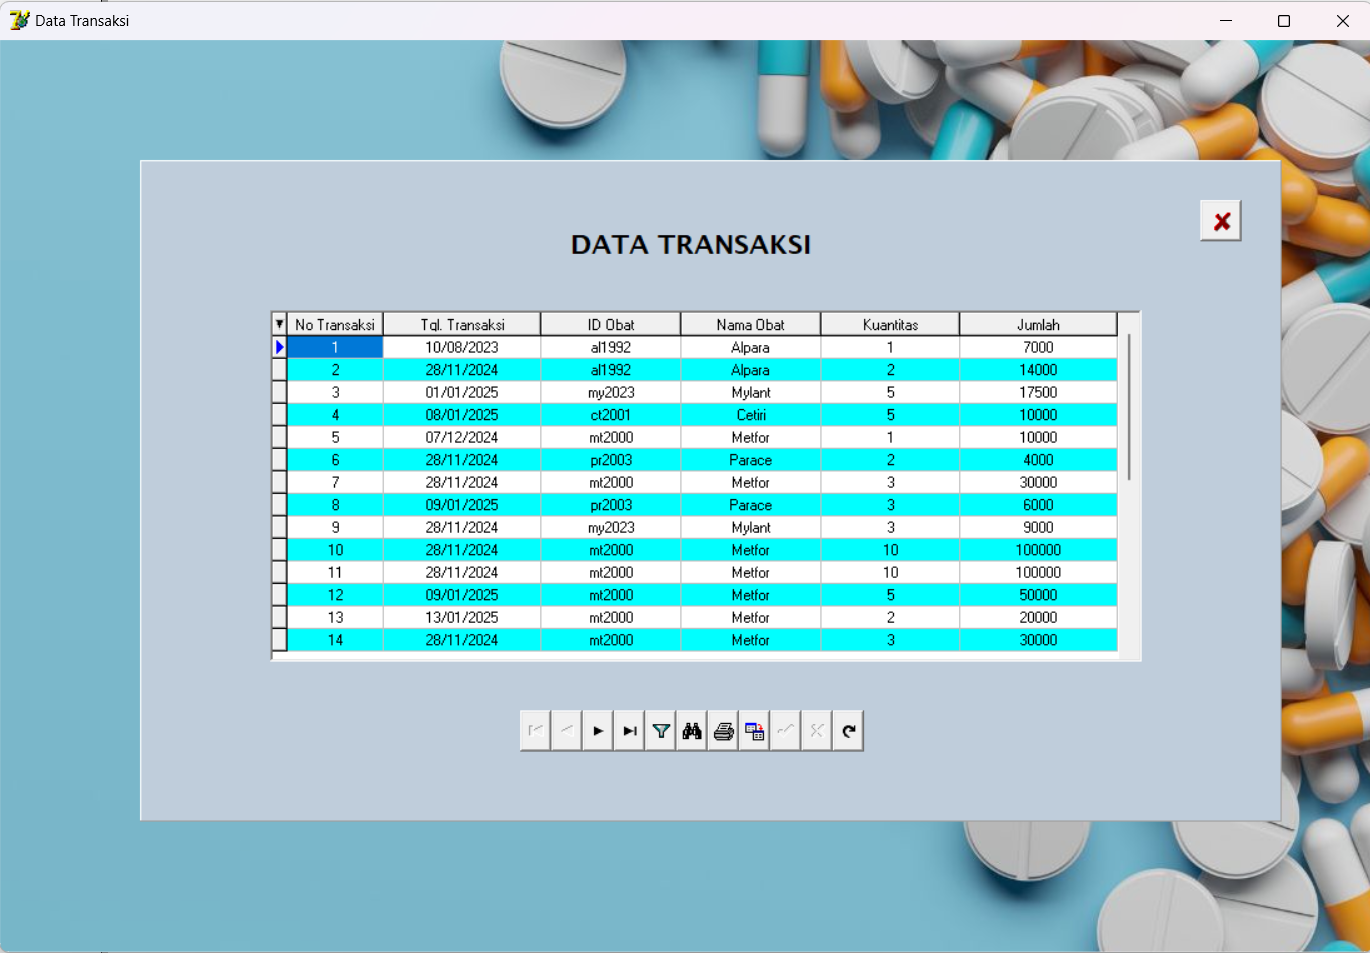 Data Transaksi
DATA TRANSAKSI
No Transaksi Tgl. Transaksi ID Obat Nama Obat Kuantitas Jumlah
1 10/08/2023 al1992 Alpara 1 7000
2 28/11/2024 al1992 Alpara 2 14000
3 01/01/2025 my2023 Mylant 5 17500
4 08/01/2025 ct2001 Cetiri 5 10000
5 07/12/2024 mt2000 Metfor 1 10000
6 28/11/2024 pr2003 Parace 2 4000
7 28/11/2024 mt2000 Metfor 3 30000
8 09/01/2025 pr2003 Parace 3 6000
9 28/11/2024 my2023 Mylant 3 9000
10 28/11/2024 mt2000 Metfor 10 100000
11 28/11/2024 mt2000 Metfor 10 100000
12 09/01/2025 mt2000 Metfor 5 50000
13 13/01/2025 mt2000 Metfor 2 20000
14 28/11/2024 mt2000 Metfor 3 30000